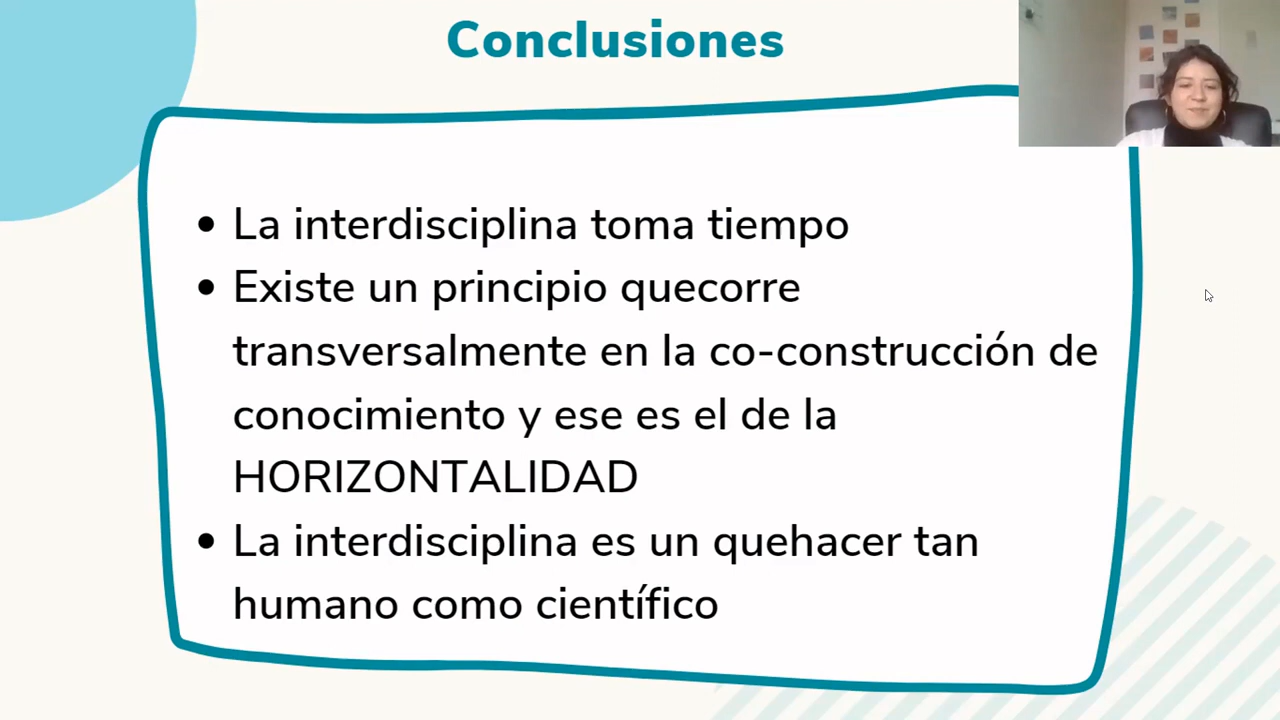 Conclusiones
• La interdisciplina toma tiempo
• Existe un principio quecorre
transversalmente en la co-construcción de
conocimiento y ese es el de la
HORIZONTALIDAD
• La interdisciplina es un quehacer tan
humano como científico